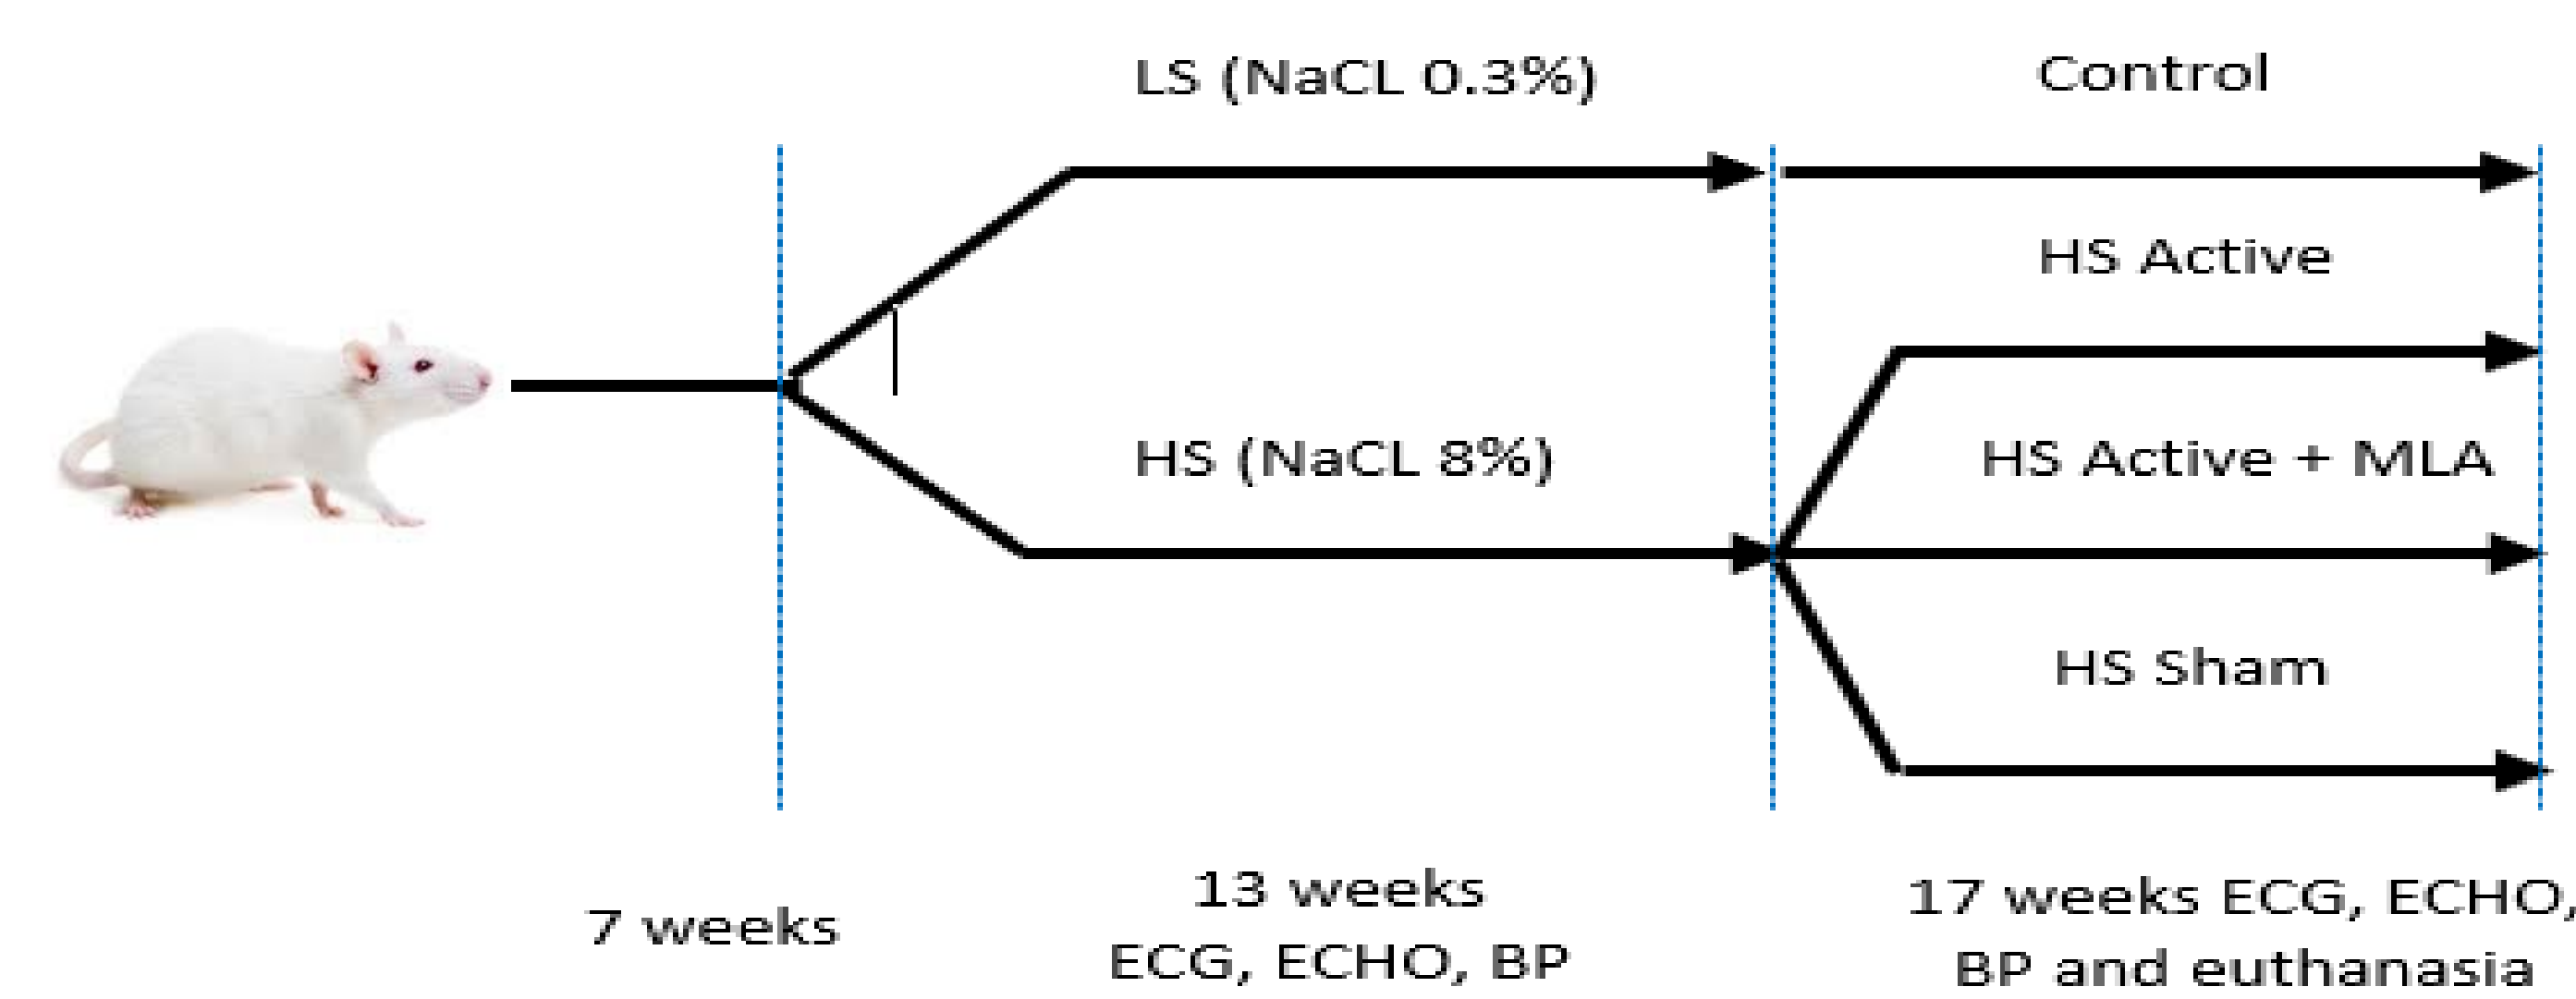 LS (NaCL 0.3%)
Control
HS Active
HS (NaCL 8%)
HS Active + MLA
HS Sham
7 weeks
13 weeks
ECG, ECHO, BP
17 weeks ECG, ECHO,
BP and euthanasia